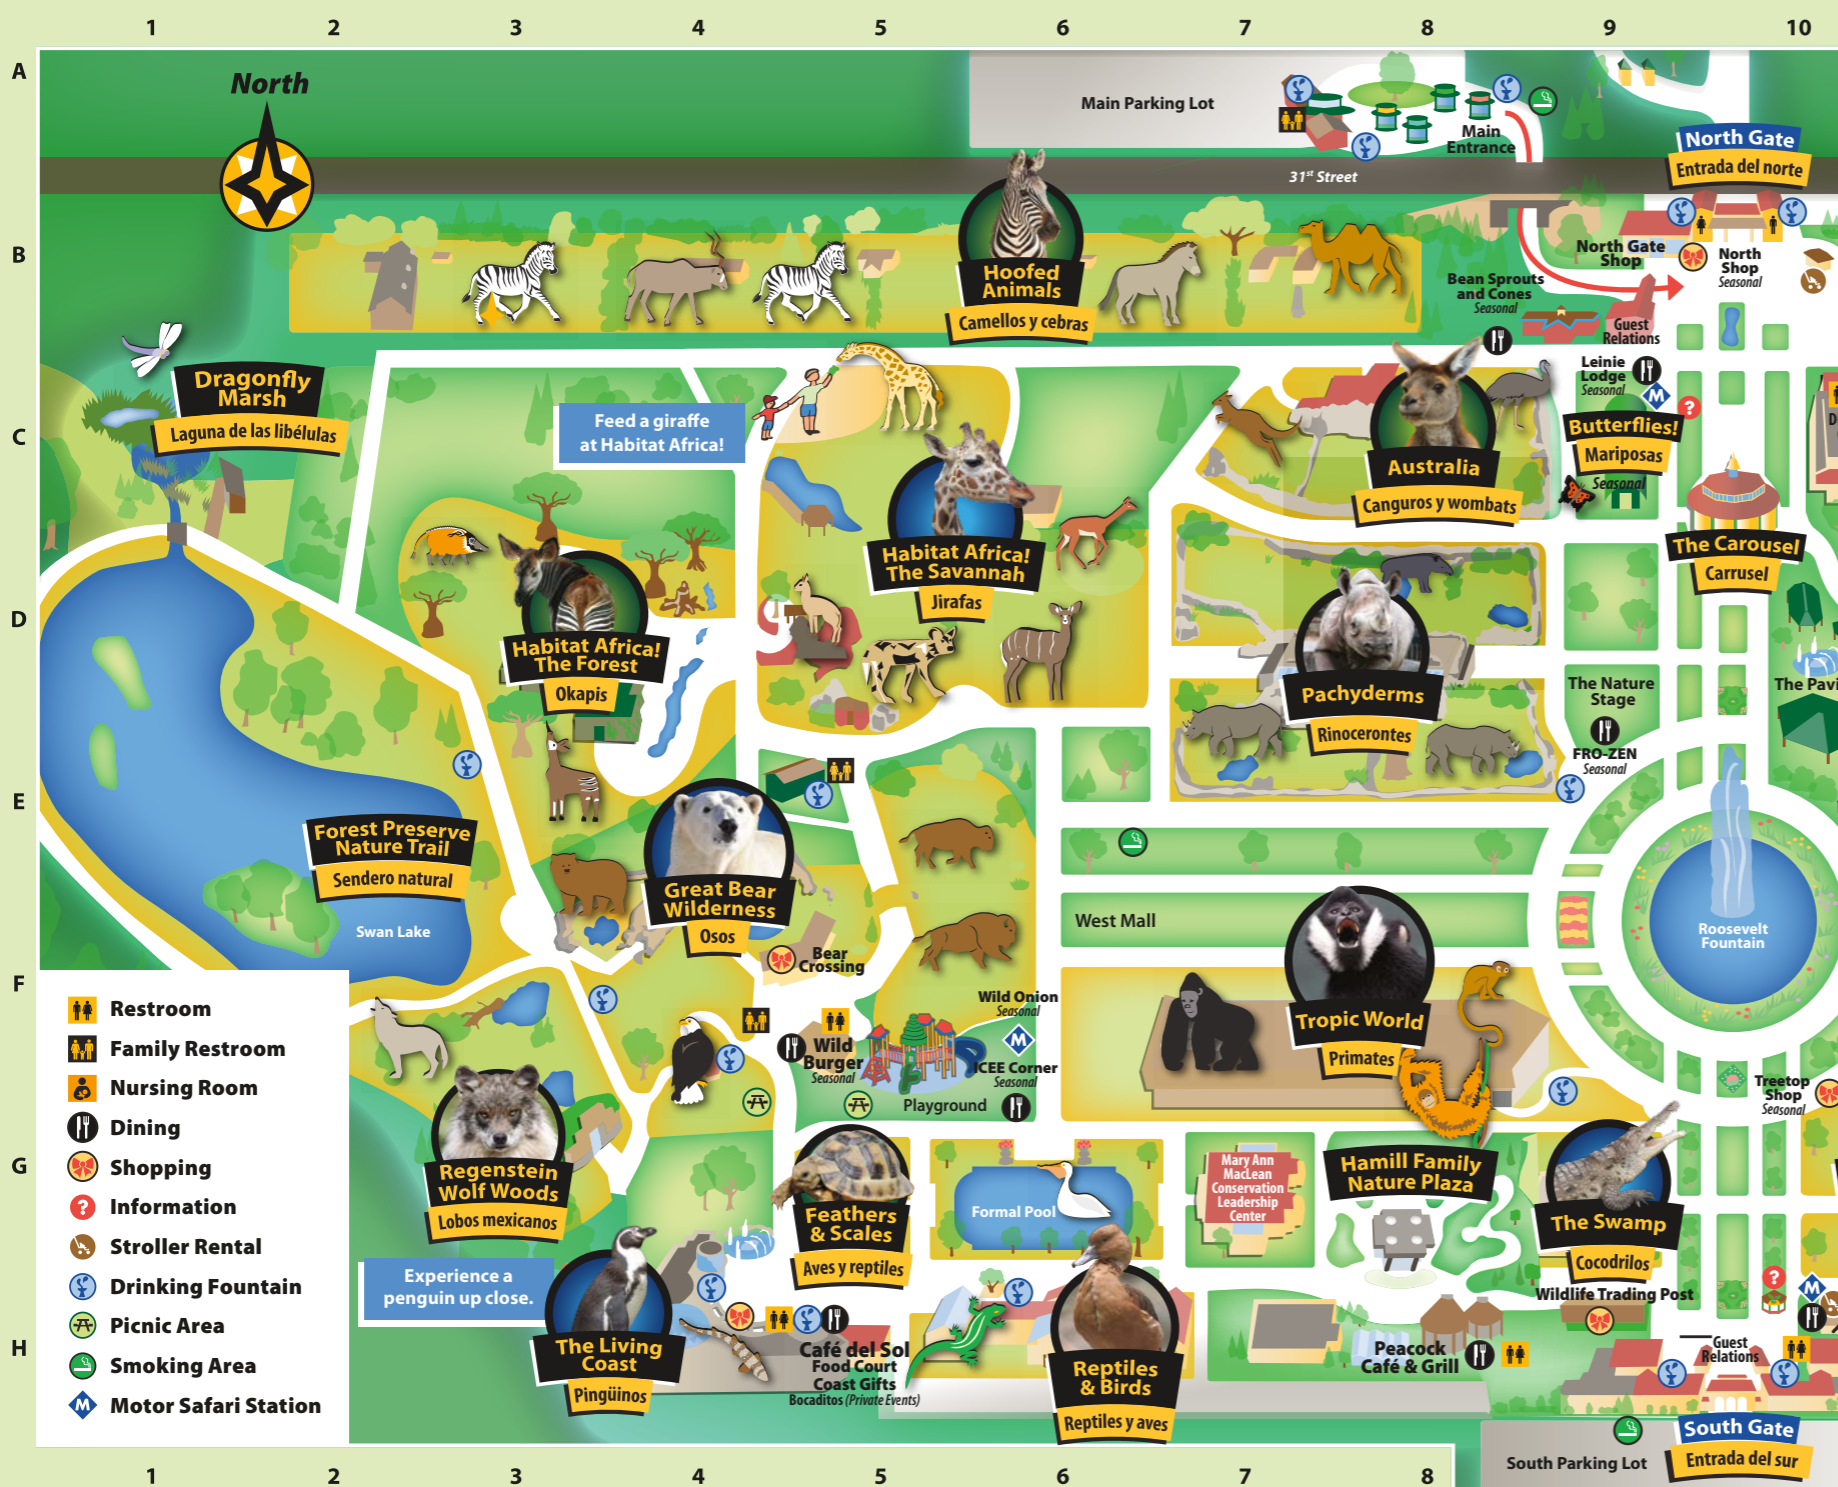 1 2 3 4 5 6 7 8 9 10
A
B
C
D
E
F
G
H
North
Main Parking Lot
Main
Entrance
31st Street
North Gate
Entrada del norte
North Gate
Shop
North
Shop
Seasonal
Bean Sprouts
and Cones
Seasonal
Guest
Relations
Hoofed
Animals
Camellos y cebras
Dragonfly
Marsh
Laguna de las libélulas
Feed a giraffe
at Habitat Africa!
Leinie
Lodge
Seasonal
M
?
Butterflies!
Mariposas
Seasonal
Australia
Canguros y wombats
Habitat Africa!
The Savannah
Jirafas
The Carousel
Carrusel
Habitat Africa!
The Forest
Okapis
Pachyderms
Rinocerontes
The Nature
Stage
FRO-ZEN
Seasonal
The Pavi
Forest Preserve
Nature Trail
Sendero natural
Swan Lake
Great Bear
Wilderness
Osos
Bear
Crossing
West Mall
Roosevelt
Fountain
Wild Onion
Seasonal
M
ICEE Corner
Seasonal
Wild
Burger
Seasonal
Playground
Tropic World
Primates
Treetop
Shop
Seasonal
Restroom
Family Restroom
Nursing Room
Dining
Shopping
? Information
Stroller Rental
Drinking Fountain
Picnic Area
Smoking Area
M Motor Safari Station
Regenstein
Wolf Woods
Lobos mexicanos
Feathers
& Scales
Aves y reptiles
Formal Pool
Mary Ann
MacLean
Conservation
Leadership
Center
Hamill Family
Nature Plaza
The Swamp
Cocodrilos
Experience a
penguin up close.
Wildlife Trading Post
?
M
The Living
Coast
Pingüinos
Café del Sol
Food Court
Coast Gifts
Bocaditos (Private Events)
Reptiles
& Birds
Reptiles y aves
Peacock
Café & Grill
Guest
Relations
South Gate
Entrada del sur
South Parking Lot
1 2 3 4 5 6 7 8